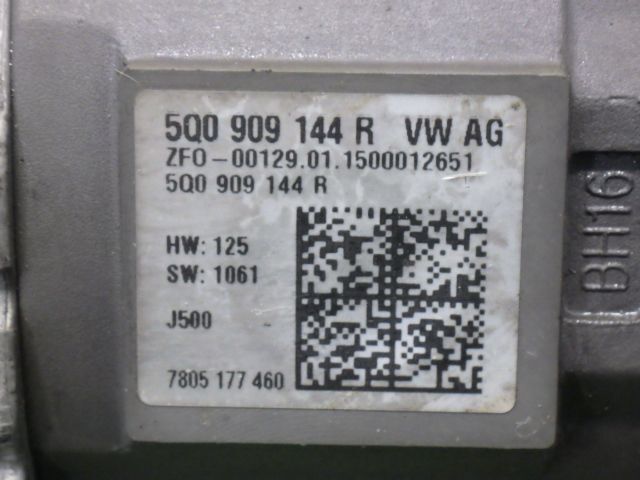 5Q0 909 144 R VW AG
ZFO-00129.01.1500012651
5Q0 909 144 R
HW: 125
SW: 1061
J500
7805 177 460
BH16